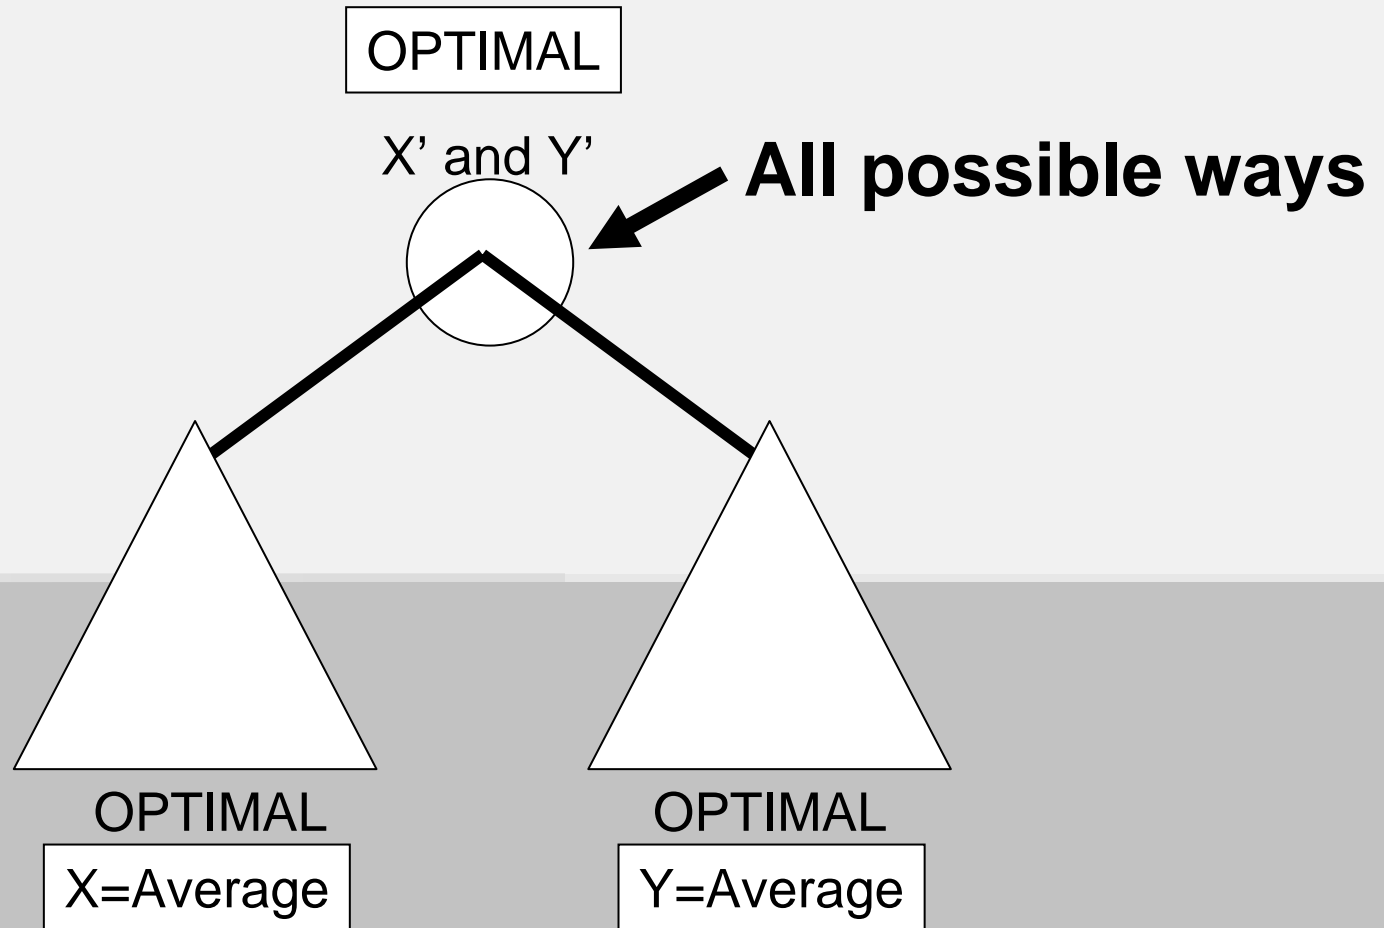 OPTIMAL
X’ and Y’
All possible ways
OPTIMAL
OPTIMAL
X=Average
Y=Average